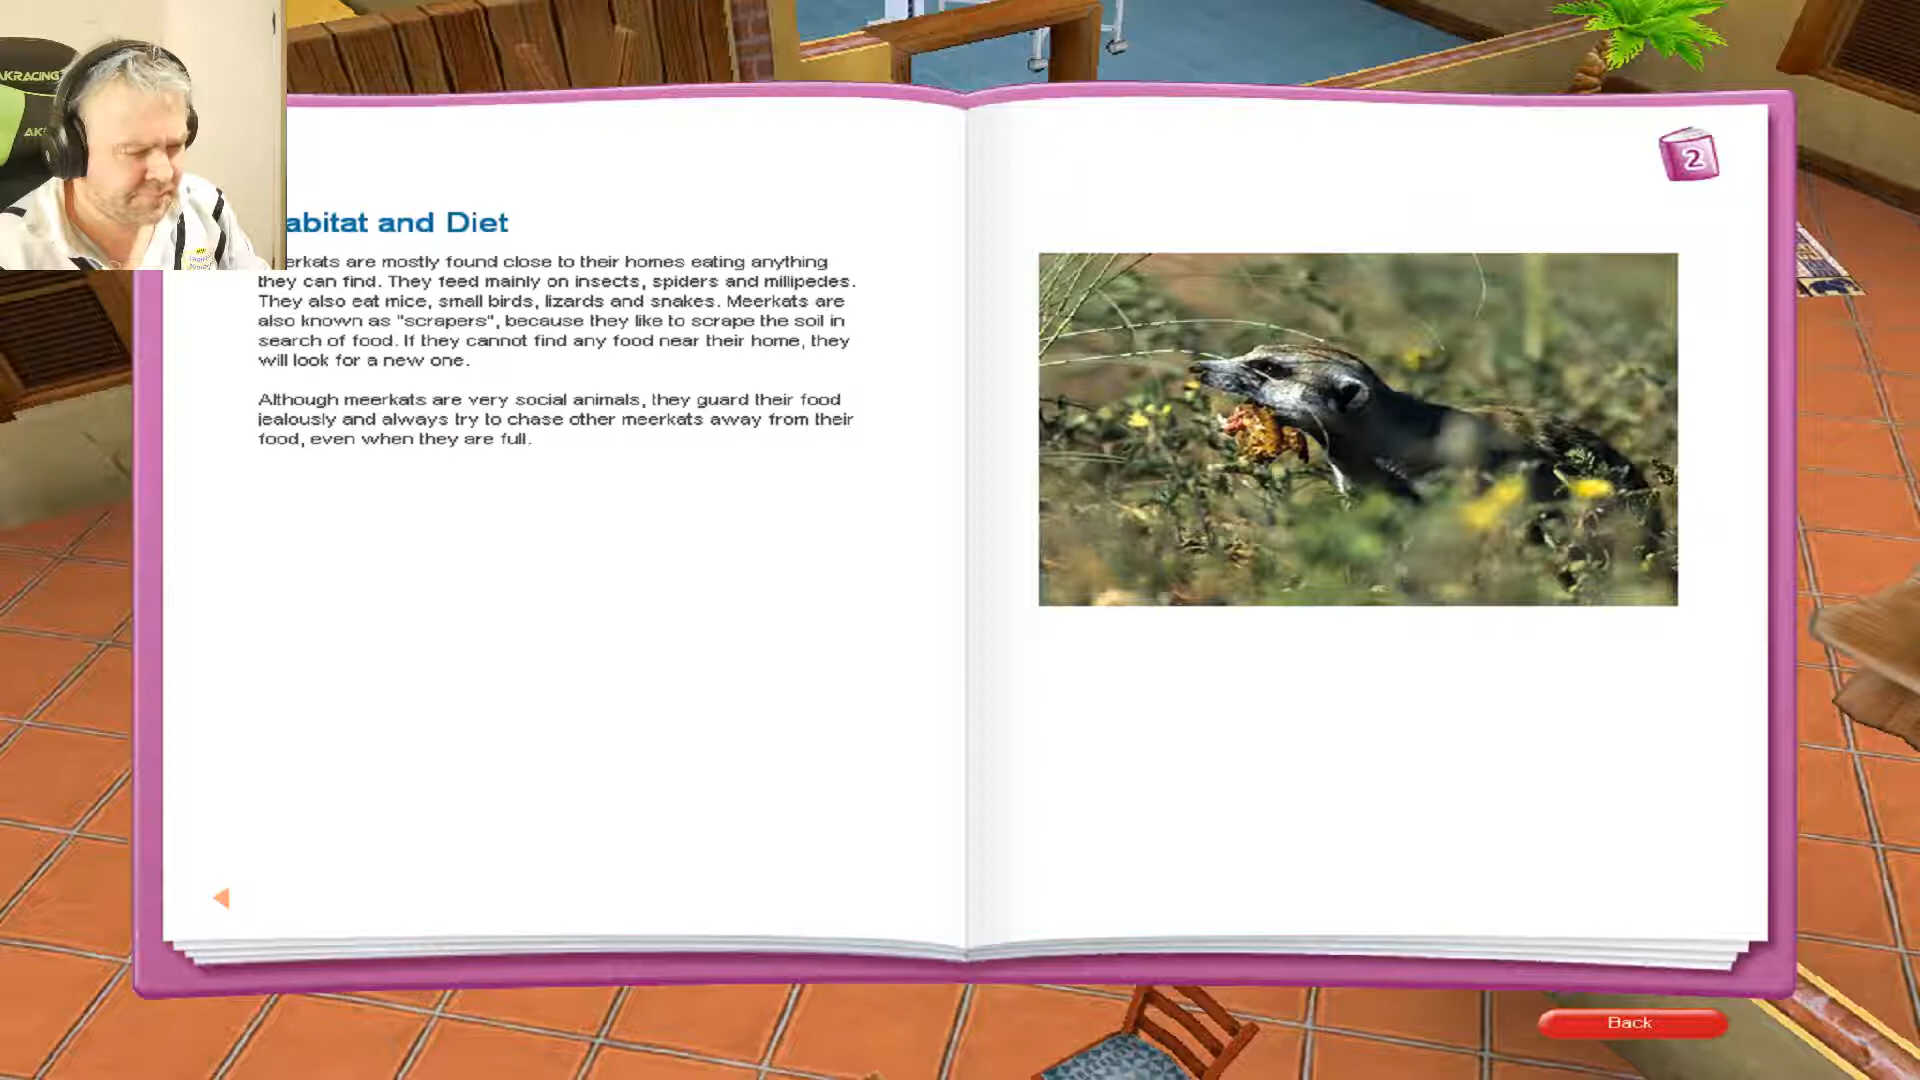 AKRACING
AK
2
abitat and Diet
erkats are mostly found close to their homes eating anything
they can find. They feed mainly on insects, spiders and millipedes.
They also eat mice, small birds, lizards and snakes. Meerkats are
also known as "scrapers", because they like to scrape the soil in
search of food. If they cannot find any food near their home, they
will look for a new one.
Although meerkats are very social animals, they guard their food
jealously and always try to chase other meerkats away from their
food, even when they are full.
Back